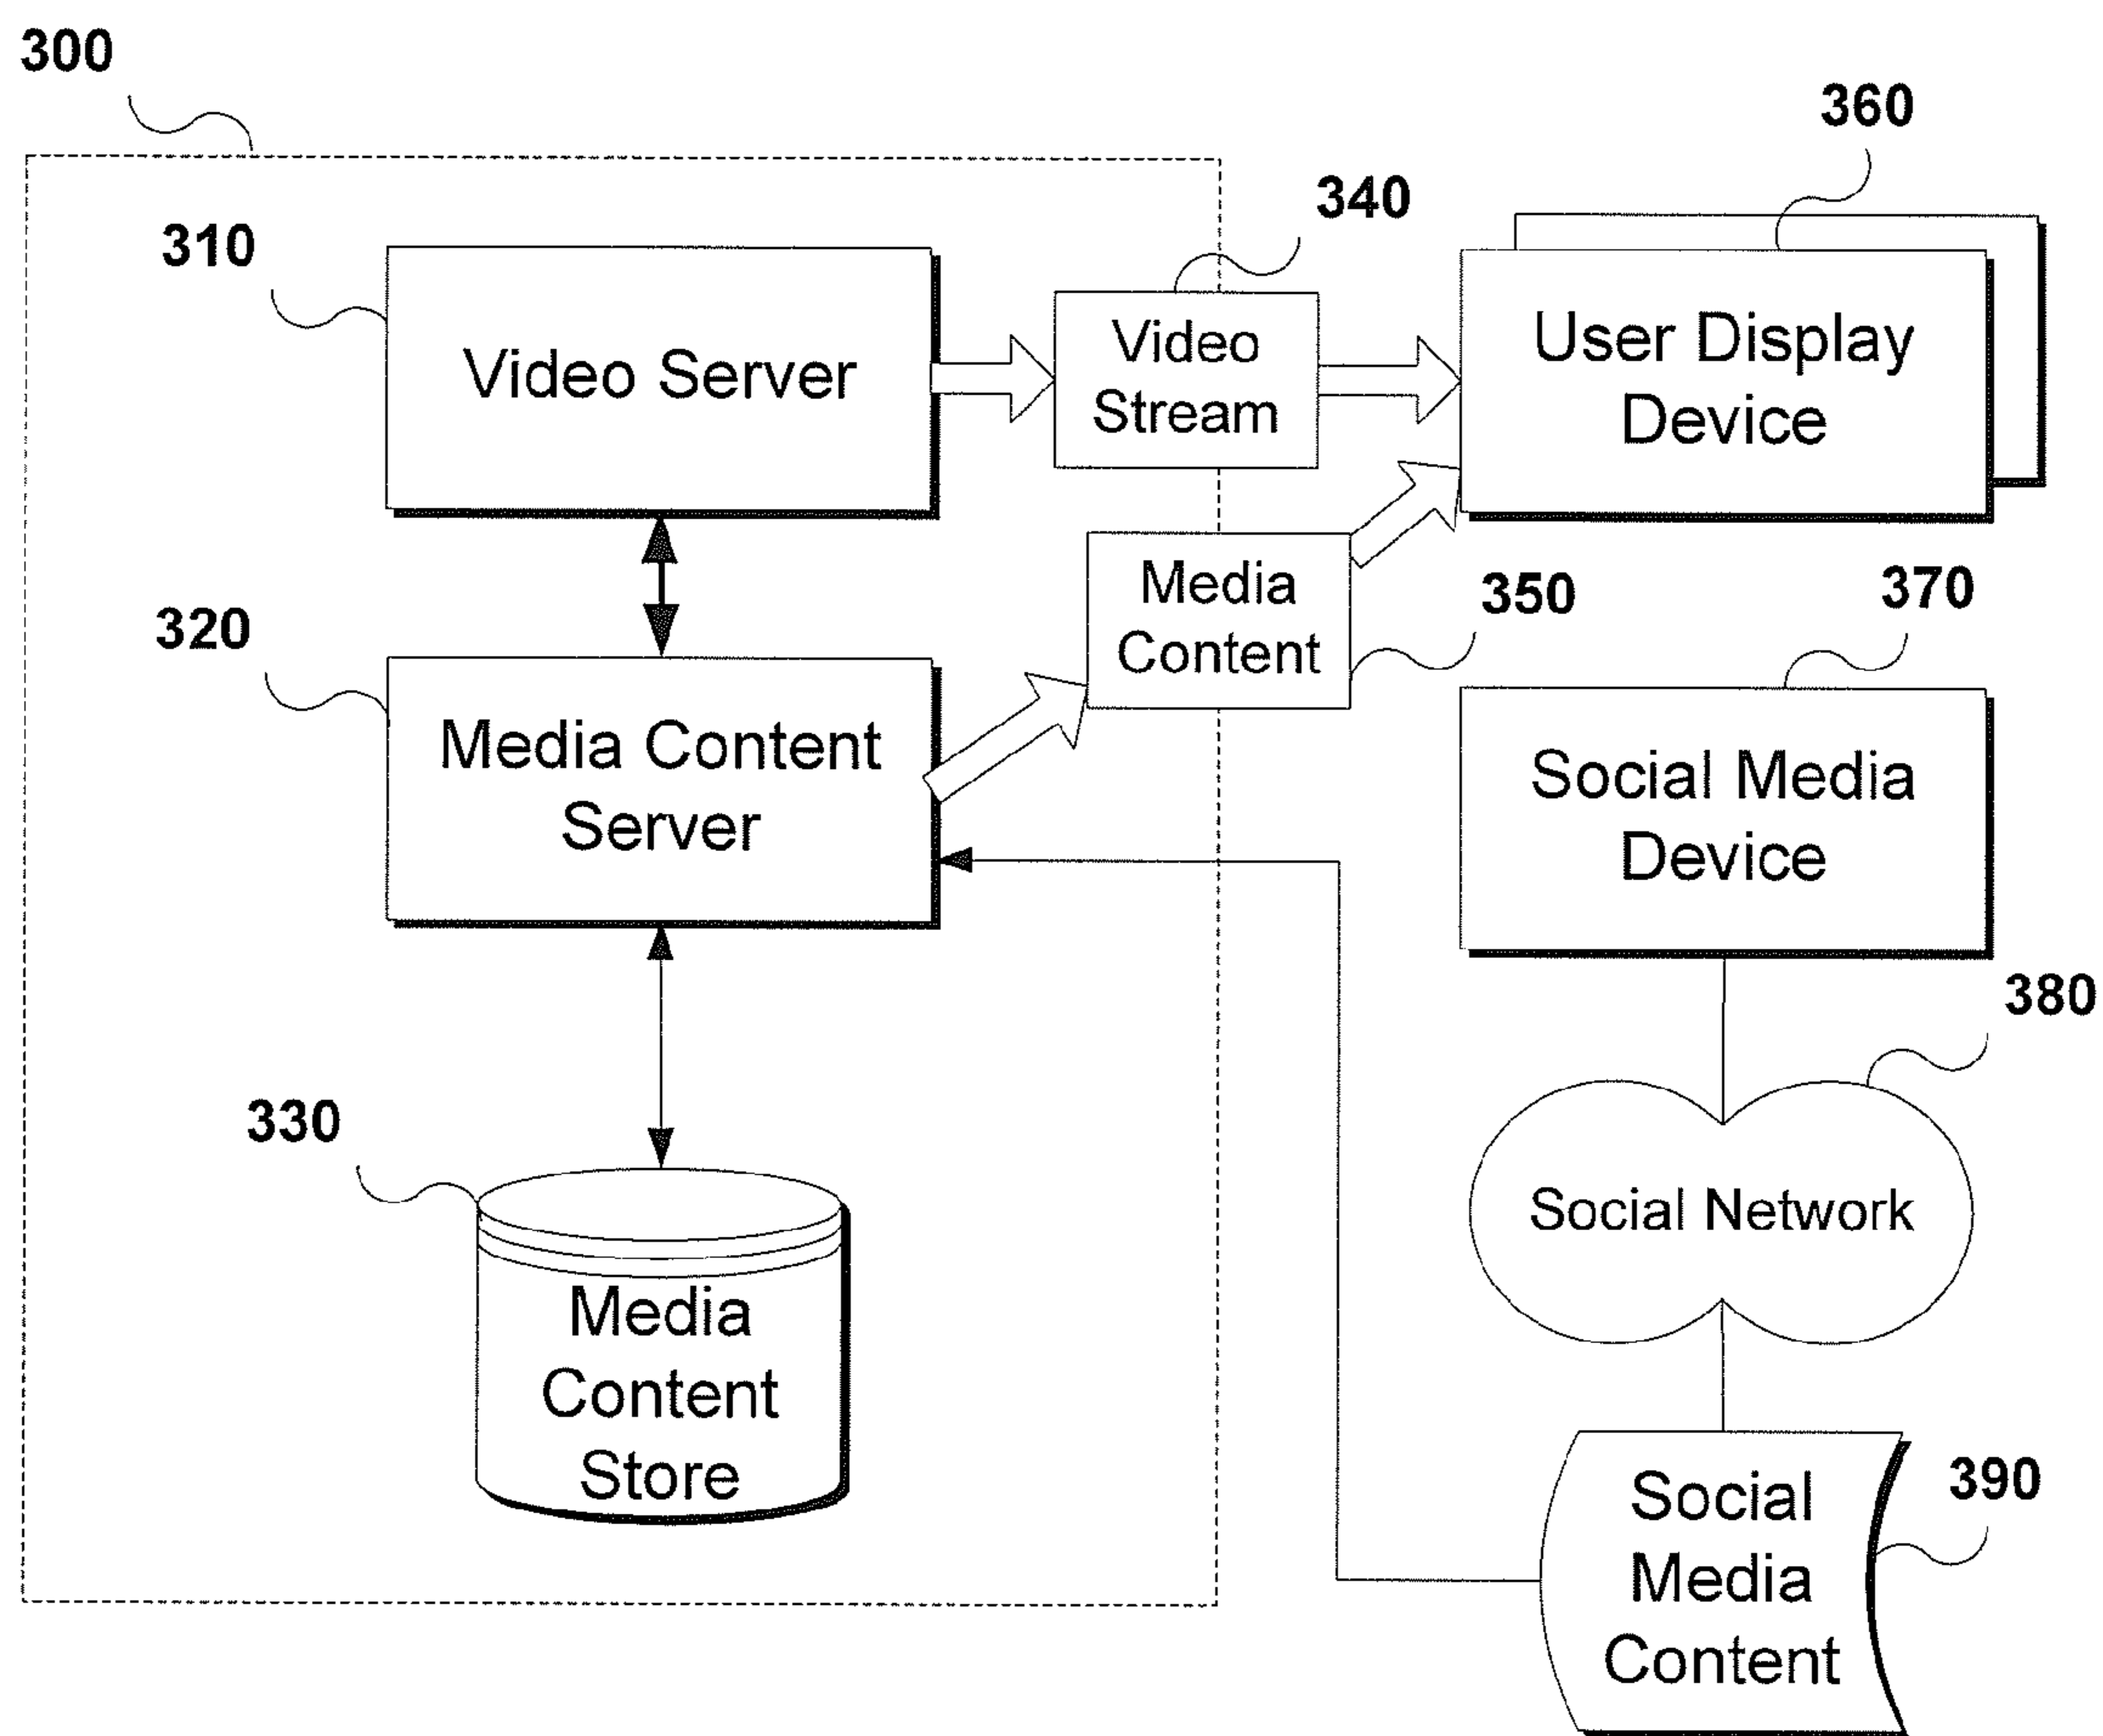 300
360
340
310
Video Server
Video
Stream
User Display
Device
320
Media Content
Server
Media
Content
350
370
Social Media
Device
380
330
Media
Content
Store
Social Network
390
Social
Media
Content